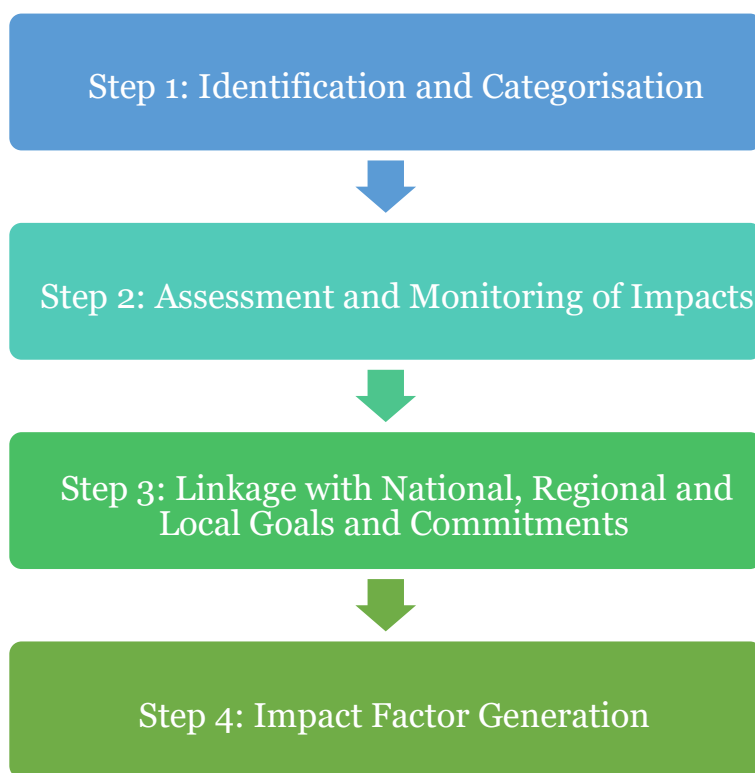 Step 1: Identification and Categorisation
Step 2: Assessment and Monitoring of Impacts
Step 3: Linkage with National, Regional and
Local Goals and Commitments
Step 4: Impact Factor Generation